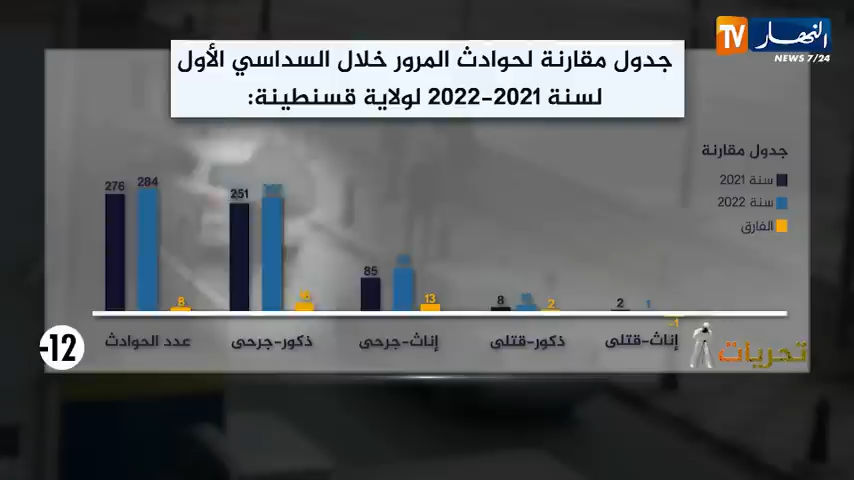 النهار TV
NEWS 7/24
جدول مقارنة لحوادث المرور خلال السداسي الأول
لسنة 2021-2022 لولاية قسنطينة:
جدول مقارنة
سنة 2021
سنة 2022
الفارق
276 284 8
251
85 13
8 2
2 1 -1
عدد الحوادث
ذكور-جرحى
إناث-جرحى
ذكور-قتلى
إناث-قتلى
-12
تحريات